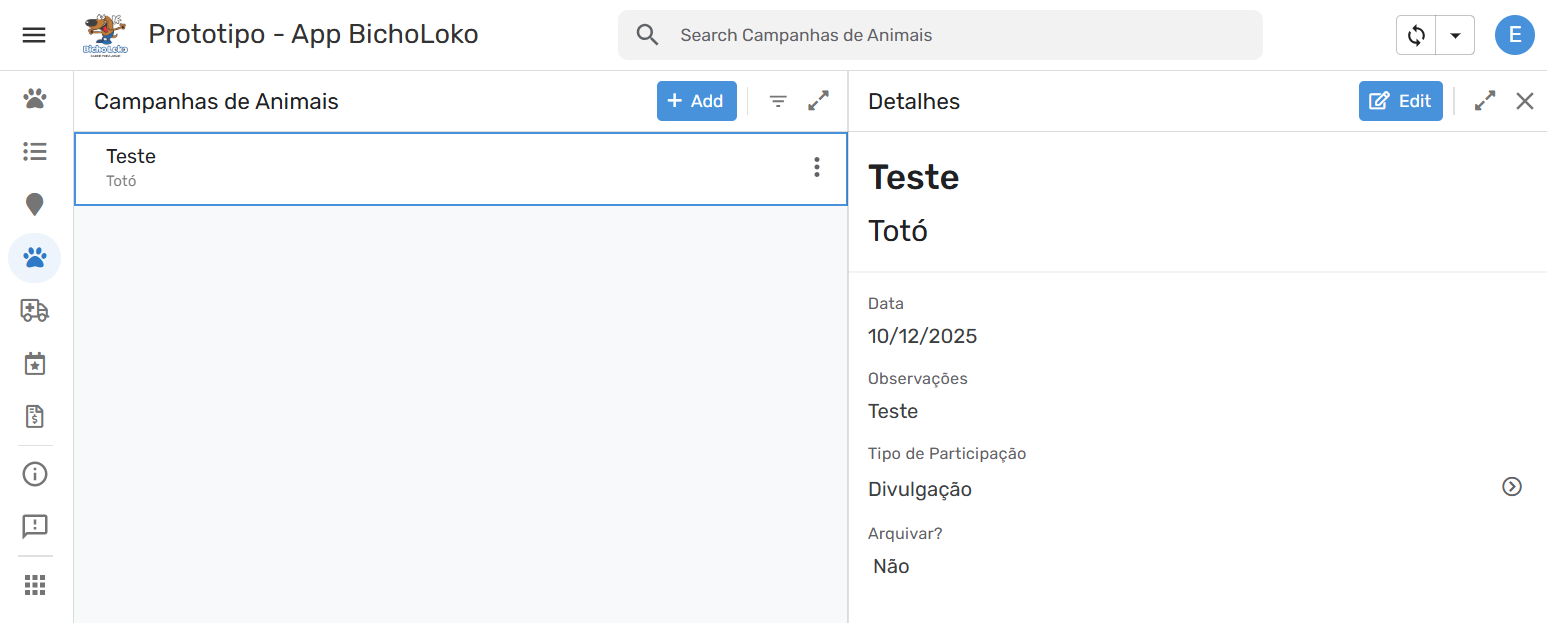 BichoLoko
Prototipo - App BichoLoko
Search Campanhas de Animais
E
Campanhas de Animais
Add
Detalhes
Edit
Teste
Totó
Teste
Totó
Data
10/12/2025
Observações
Teste
Tipo de Participação
Divulgação
Arquivar?
Não